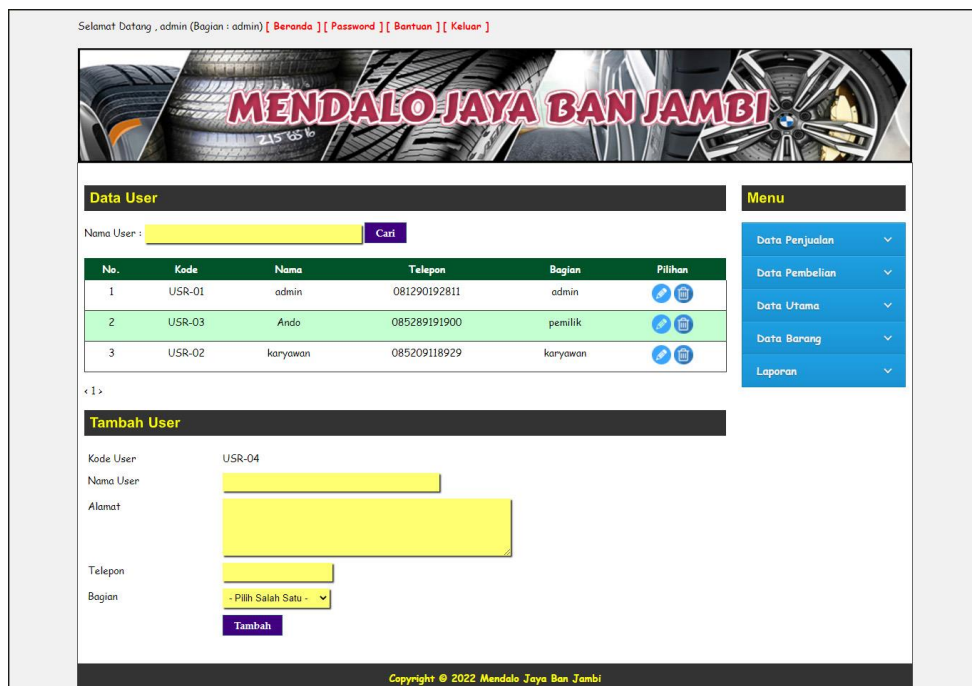 Selamat Datang , admin (Bagian : admin) [ Beranda ] [ Password ] [ Bantuan ] [ Keluar ]
MENDALO JAYA BAN JAMBI
215 65 16
Data User
Nama User : Cari
No. Kode Nama Telepon Bagian Pilihan
1 USR-01 admin 081290192811 admin
2 USR-03 Ando 085289191900 pemilik
3 USR-02 karyawan 085209118929 karyawan
‹ 1 ›
Menu
Data Penjualan
Data Pembelian
Data Utama
Data Barang
Laporan
Tambah User
Kode User USR-04
Nama User
Alamat
Telepon
Bagian - Pilih Salah Satu -
Tambah
Copyright © 2022 Mendalo Jaya Ban Jambi